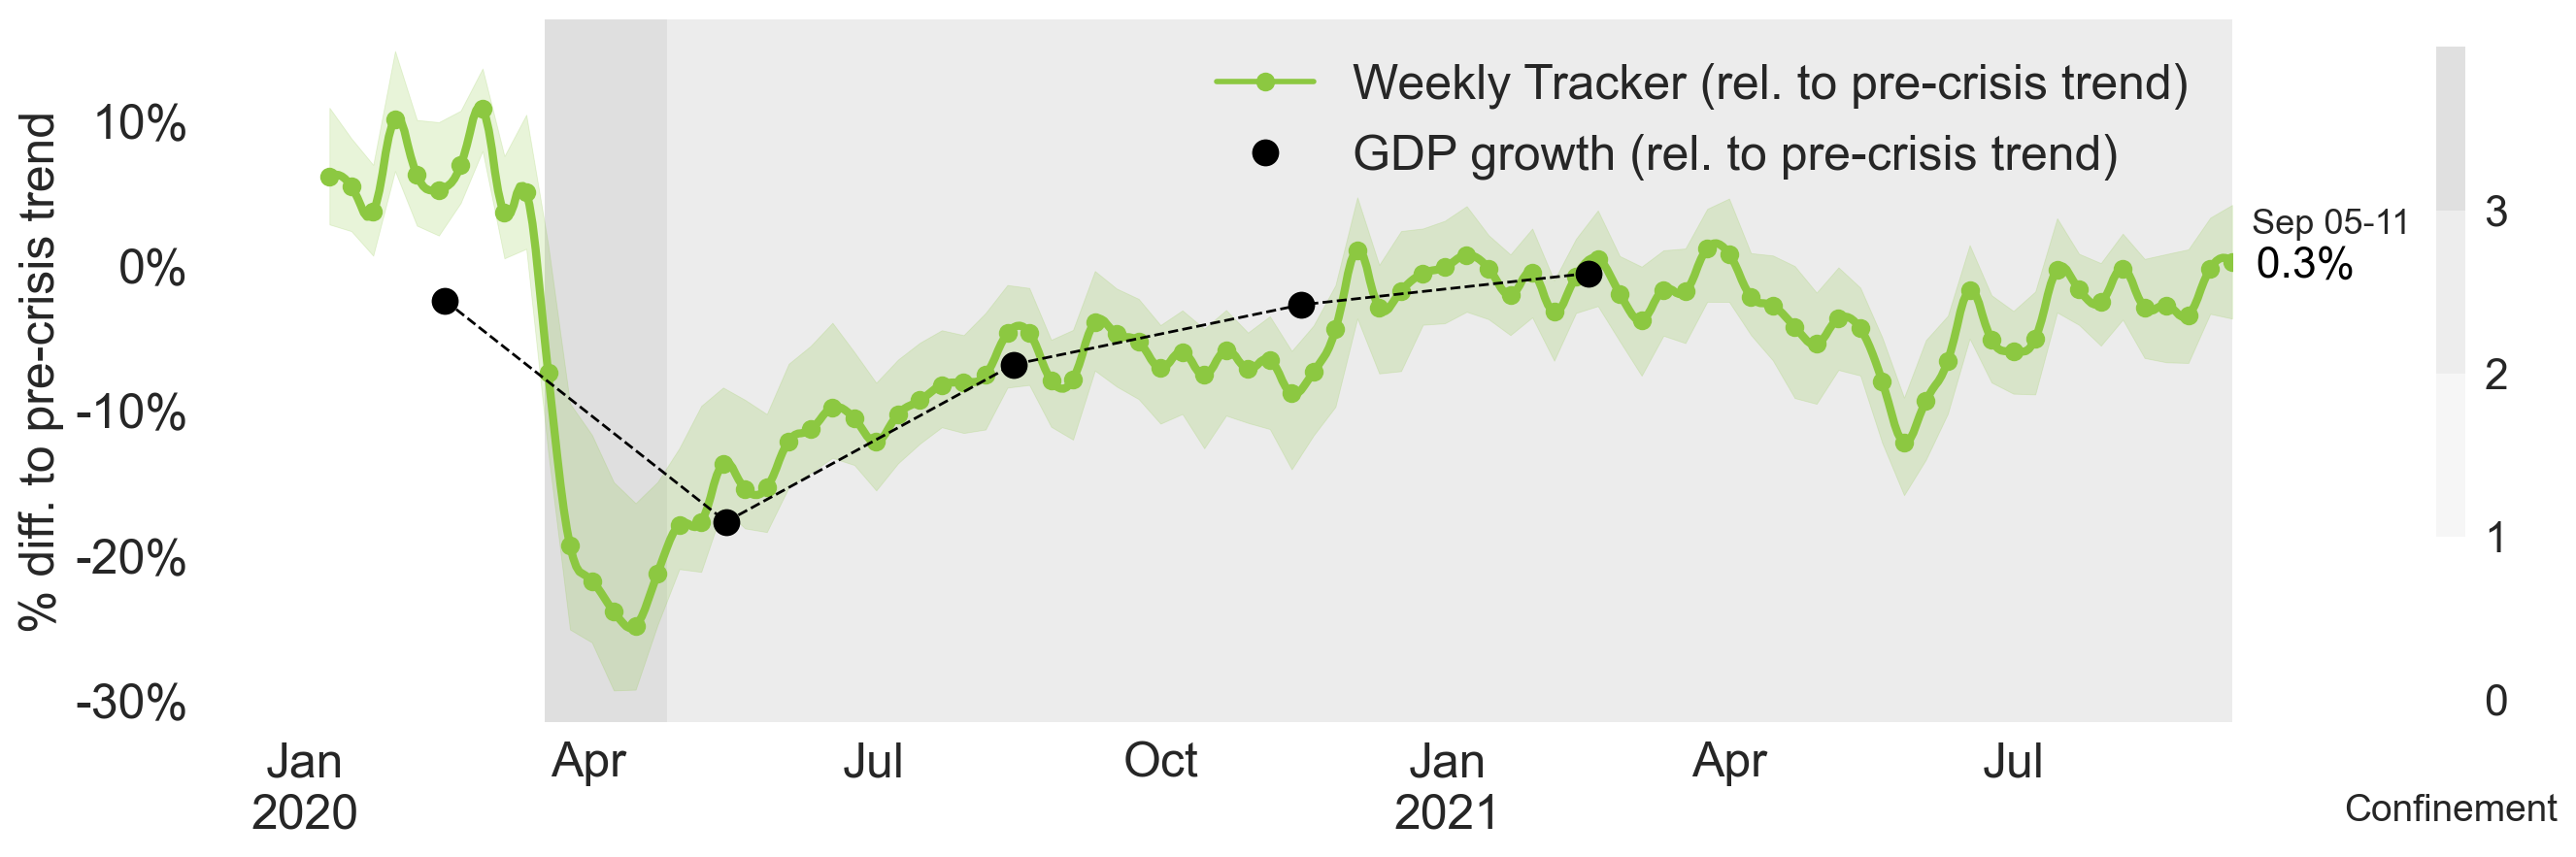 % diff. to pre-crisis trend
10%
0%
-10%
-20%
-30%
Weekly Tracker (rel. to pre-crisis trend)
GDP growth (rel. to pre-crisis trend)
Sep 05-11
0.3%
3
2
1
0
Jan
2020
Apr
Jul
Oct
Jan
2021
Apr
Jul
Confinement